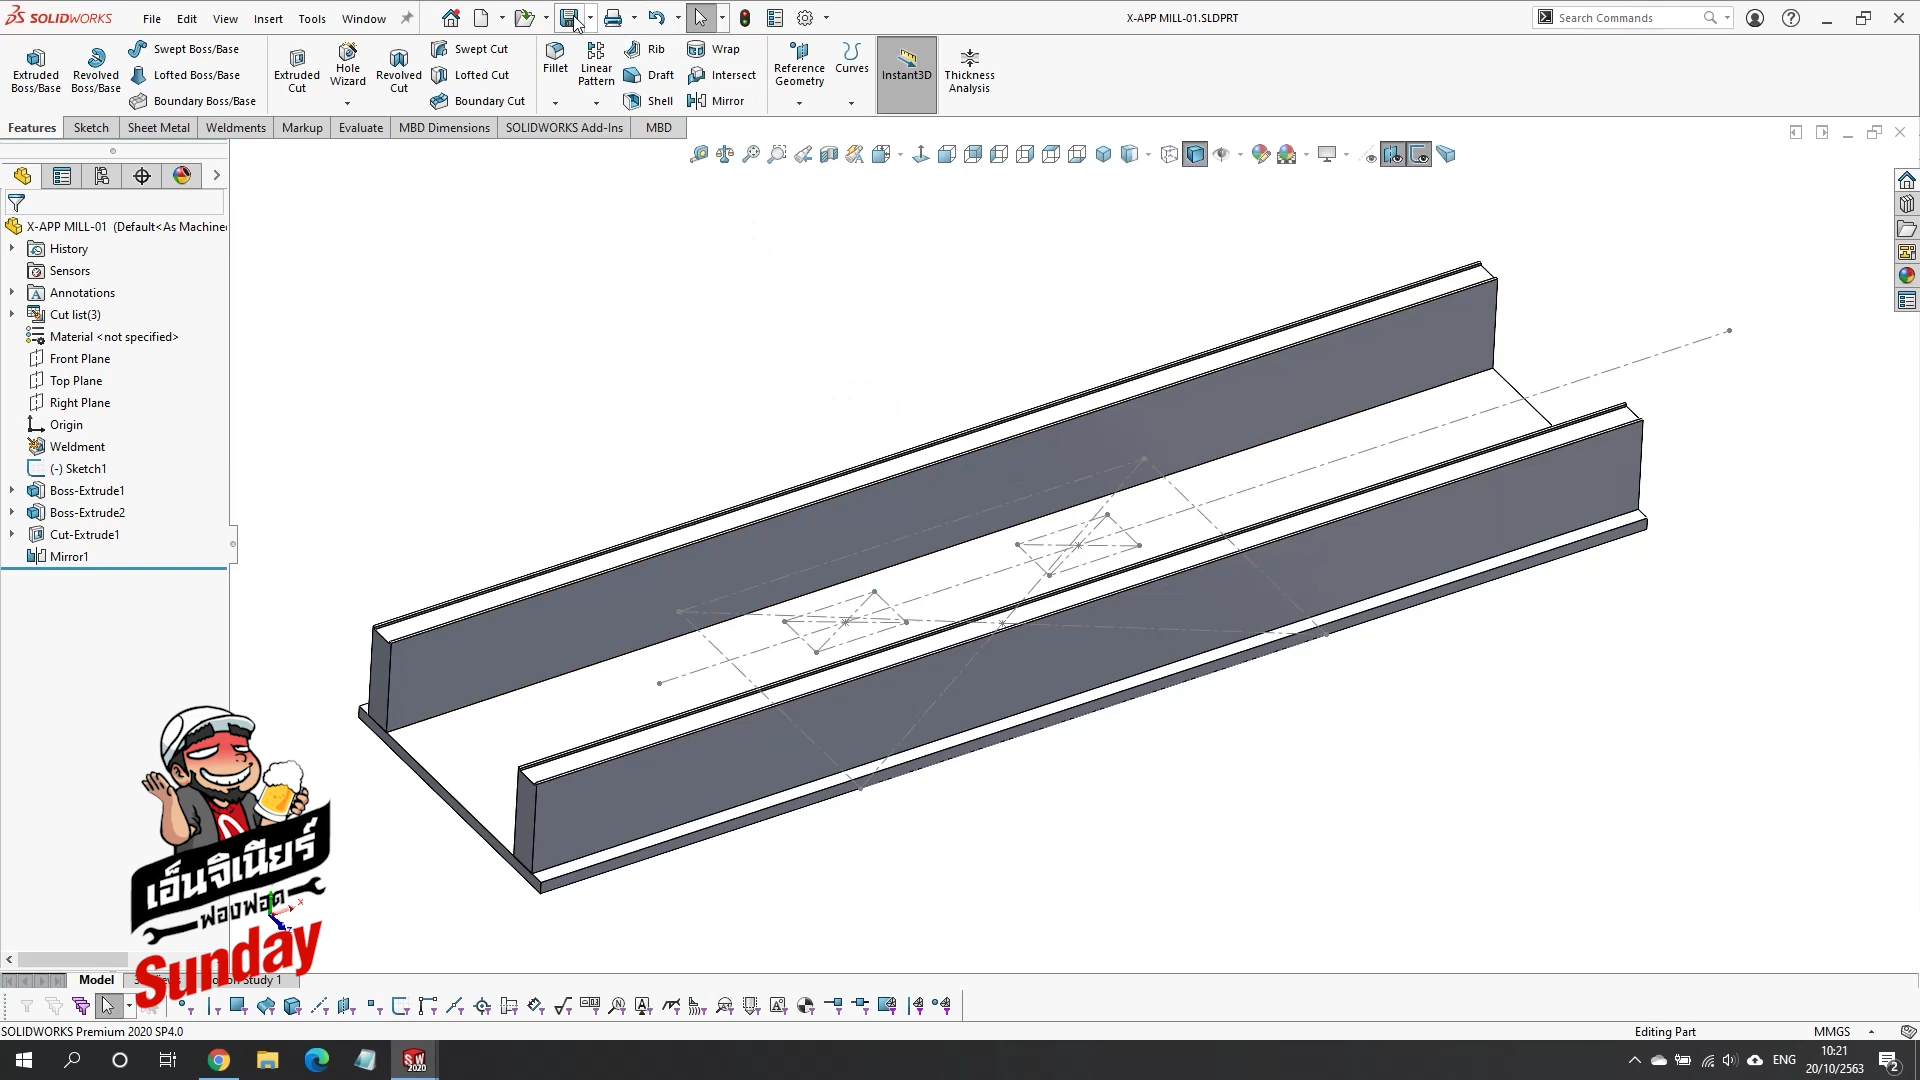 SOLIDWORKS
File
Edit
View
Insert
Tools
Window
X-APP MILL-01.SLDPRT
Search Commands
Extruded Boss/Base
Revolved Boss/Base
Swept Boss/Base
Lofted Boss/Base
Boundary Boss/Base
Extruded Cut
Hole Wizard
Revolved Cut
Swept Cut
Lofted Cut
Boundary Cut
Fillet
Linear Pattern
Rib
Draft
Shell
Wrap
Intersect
Mirror
Reference Geometry
Curves
Instant3D
Thickness Analysis
Features
Sketch
Sheet Metal
Weldments
Markup
Evaluate
MBD Dimensions
SOLIDWORKS Add-Ins
MBD
X-APP MILL-01 (Default<As Machine
History
Sensors
Annotations
Cut list(3)
Material <not specified>
Front Plane
Top Plane
Right Plane
Origin
Weldment
(-) Sketch1
Boss-Extrude1
Boss-Extrude2
Cut-Extrude1
Mirror1
เอ็นจิเนียร์
ฟองฟอด
Sunday
Model
Study 1
SOLIDWORKS Premium 2020 SP4.0
Editing Part
MMGS
ENG
10:21
20/10/2563